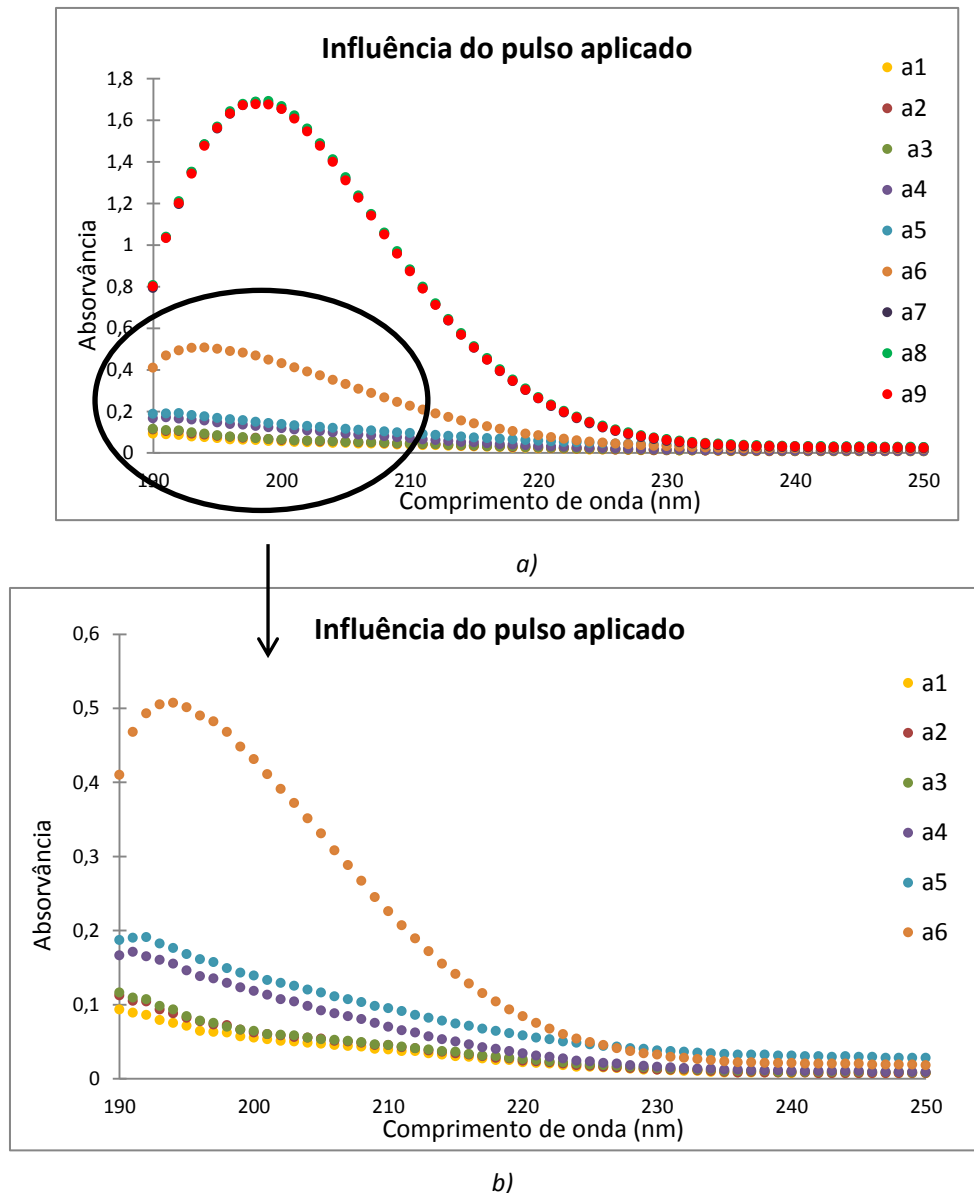 Influência do pulso aplicado
1,8
1,6
1,4
1,2
1
0,8
0,6
0,4
0,2
0
Absorvância
190 200 210 220 230 240 250
Comprimento de onda (nm)
a1
a2
a3
a4
a5
a6
a7
a8
a9
a)
Influência do pulso aplicado
0,6
0,5
0,4
0,3
0,2
0,1
0
Absorvância
190 200 210 220 230 240 250
Comprimento de onda (nm)
a1
a2
a3
a4
a5
a6
b)